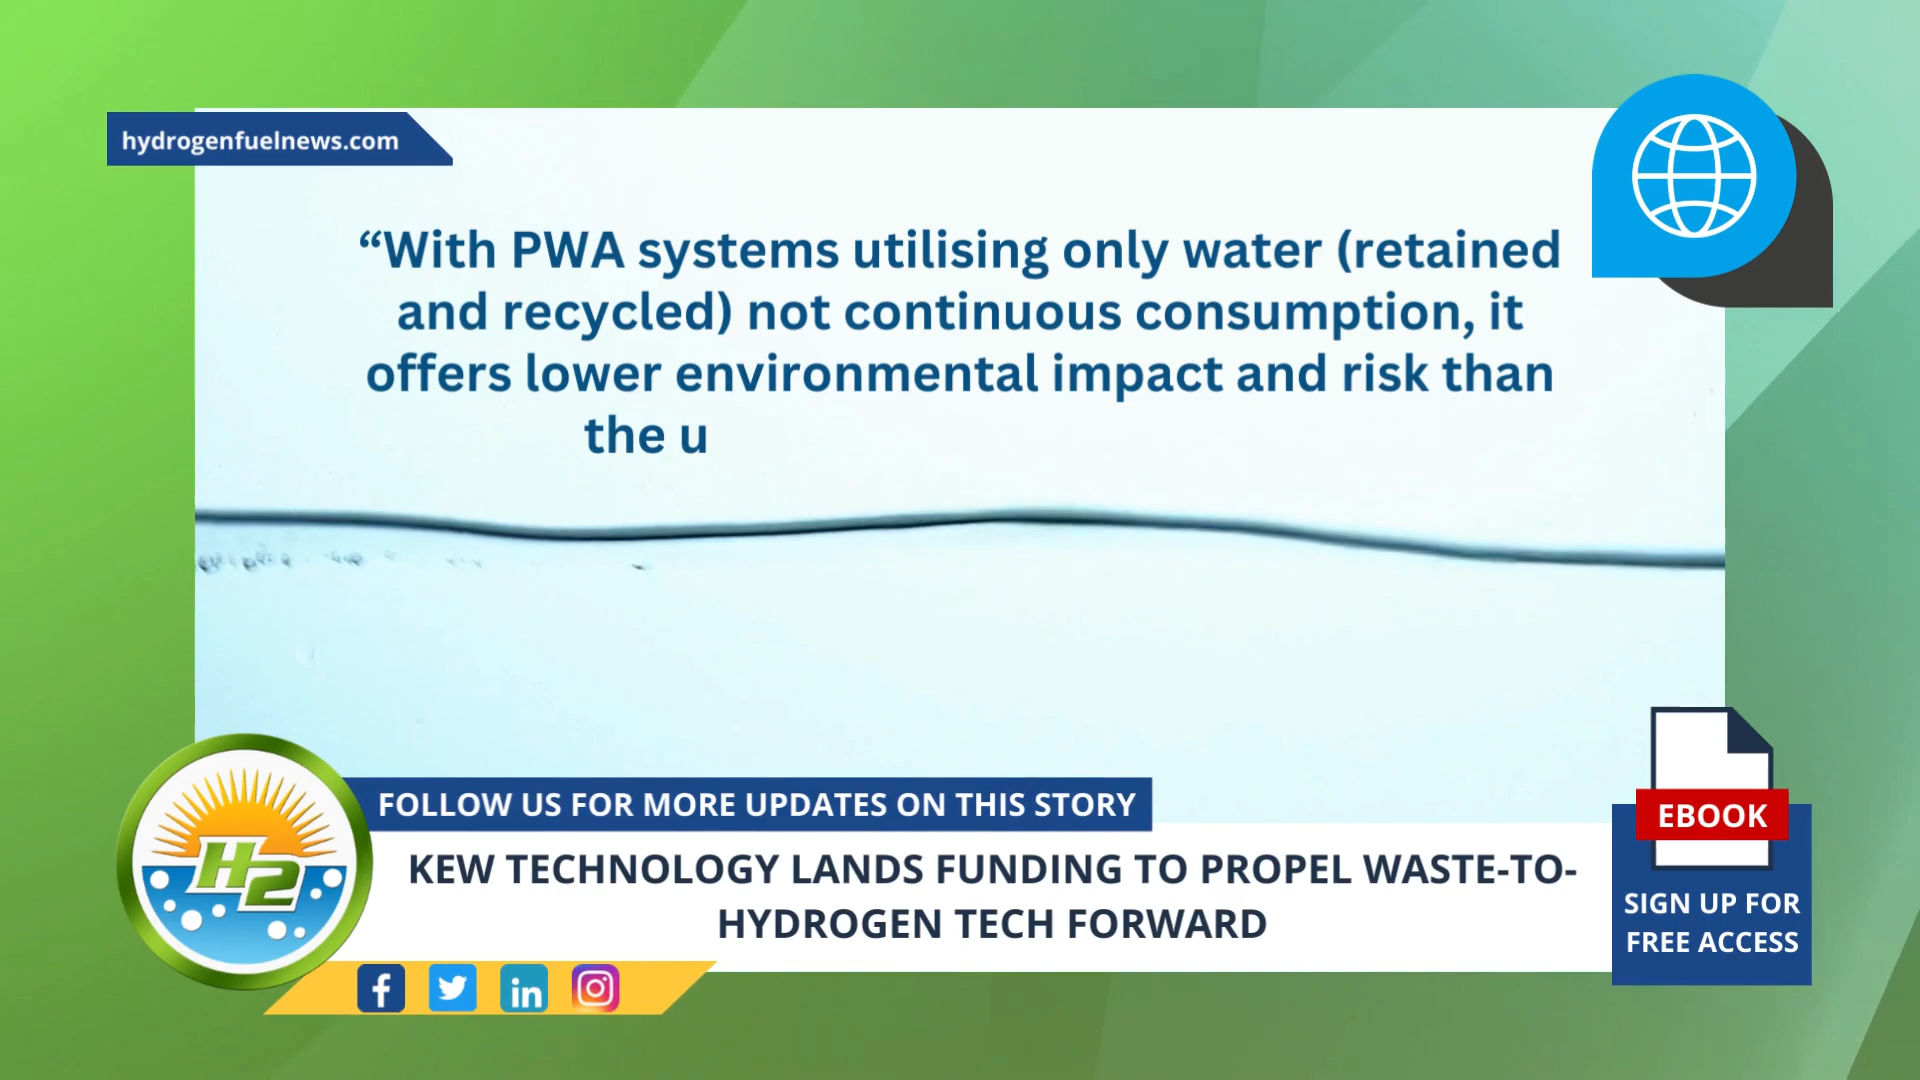 hydrogenfuelnews.com
“With PWA systems utilising only water (retained
and recycled) not continuous consumption, it
offers lower environmental impact and risk than
the u
FOLLOW US FOR MORE UPDATES ON THIS STORY
KEW TECHNOLOGY LANDS FUNDING TO PROPEL WASTE-TO-
HYDROGEN TECH FORWARD
H2
EBOOK
SIGN UP FOR
FREE ACCESS